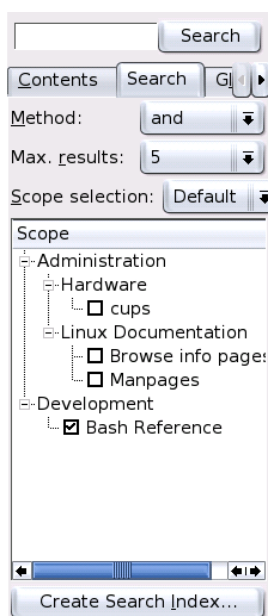 Search
Contents Search Gl
Method: and
Max. results: 5
Scope selection: Default
Scope
Administration
Hardware
cups
Linux Documentation
Browse info pages
Manpages
Development
Bash Reference
Create Search Index...